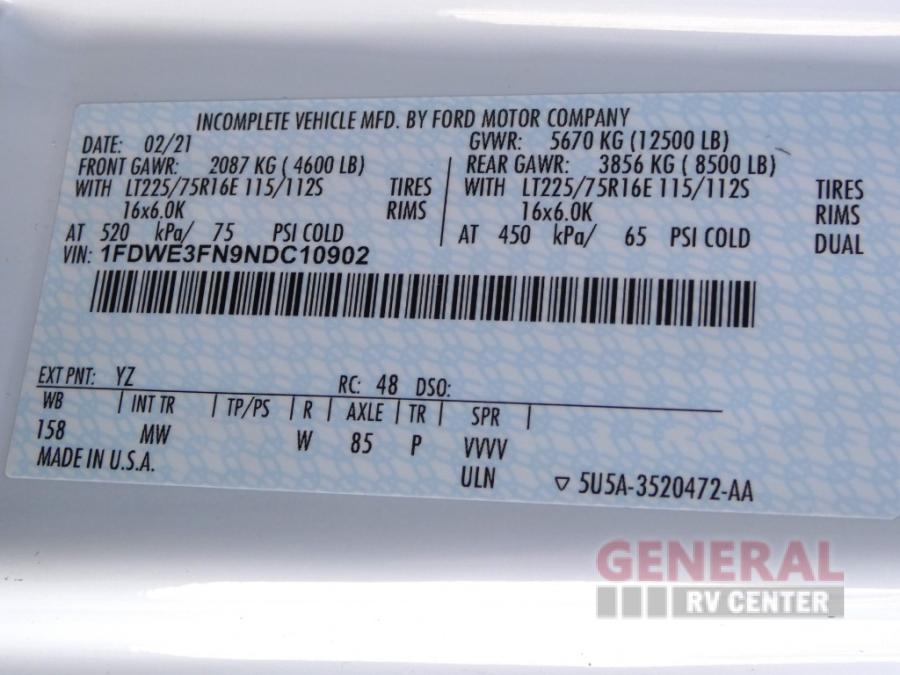 INCOMPLETE VEHICLE MFD. BY FORD MOTOR COMPANY
DATE: 02/21 GVWR: 5670 KG (12500 LB)
FRONT GAWR: 2087 KG ( 4600 LB) REAR GAWR: 3856 KG ( 8500 LB)
WITH LT225/75R16E 115/112S TIRES WITH LT225/75R16E 115/112S TIRES
16x6.0K RIMS 16x6.0K RIMS
AT 520 kPa/ 75 PSI COLD AT 450 kPa/ 65 PSI COLD DUAL
VIN: 1FDWE3FN9NDC10902
EXT PNT: YZ RC: 48 DSO:
WB | INT TR | TP/PS | R | AXLE | TR | SPR |
158 MW W 85 P VVVV
MADE IN U.S.A. ULN ▽ 5U5A-3520472-AA
GENERAL
RV CENTER